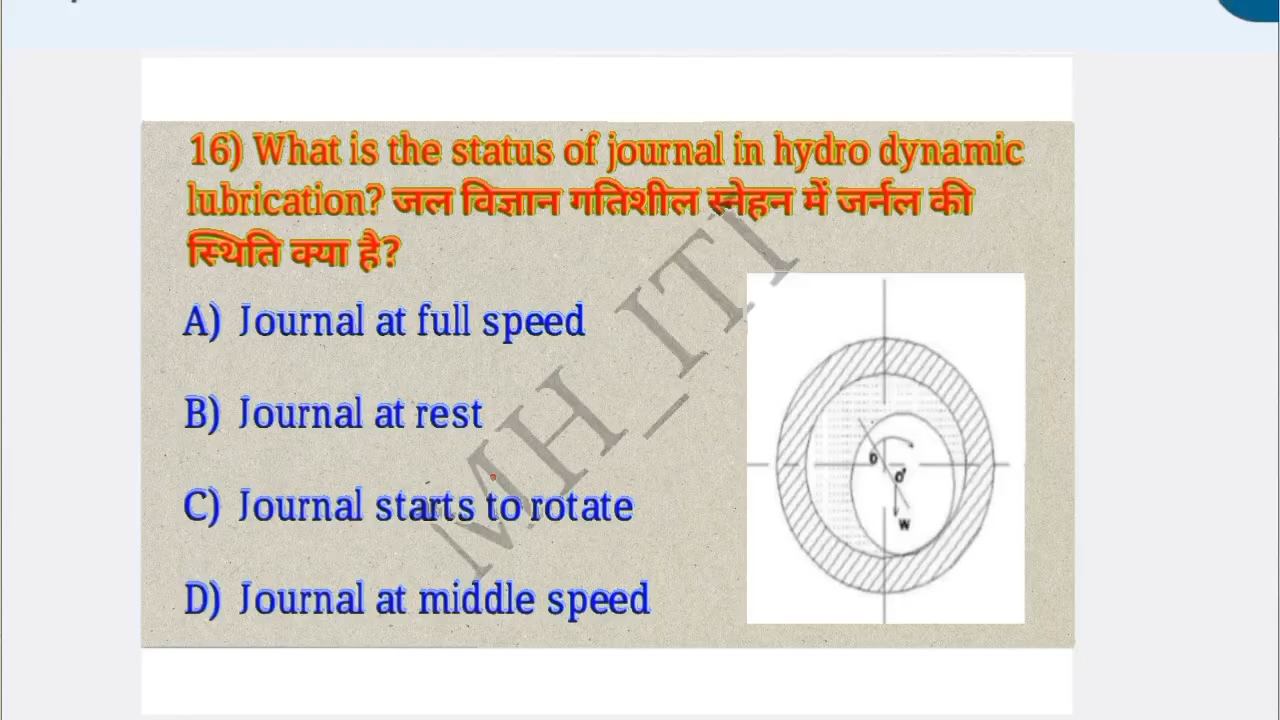 16) What is the status of journal in hydro dynamic
lubrication? जल विज्ञान गतिशील स्नेहन में जर्नल की
स्थिति क्या है?
A) Journal at full speed
B) Journal at rest
C) Journal starts to rotate
D) Journal at middle speed
MH_ITI
O
O'
W